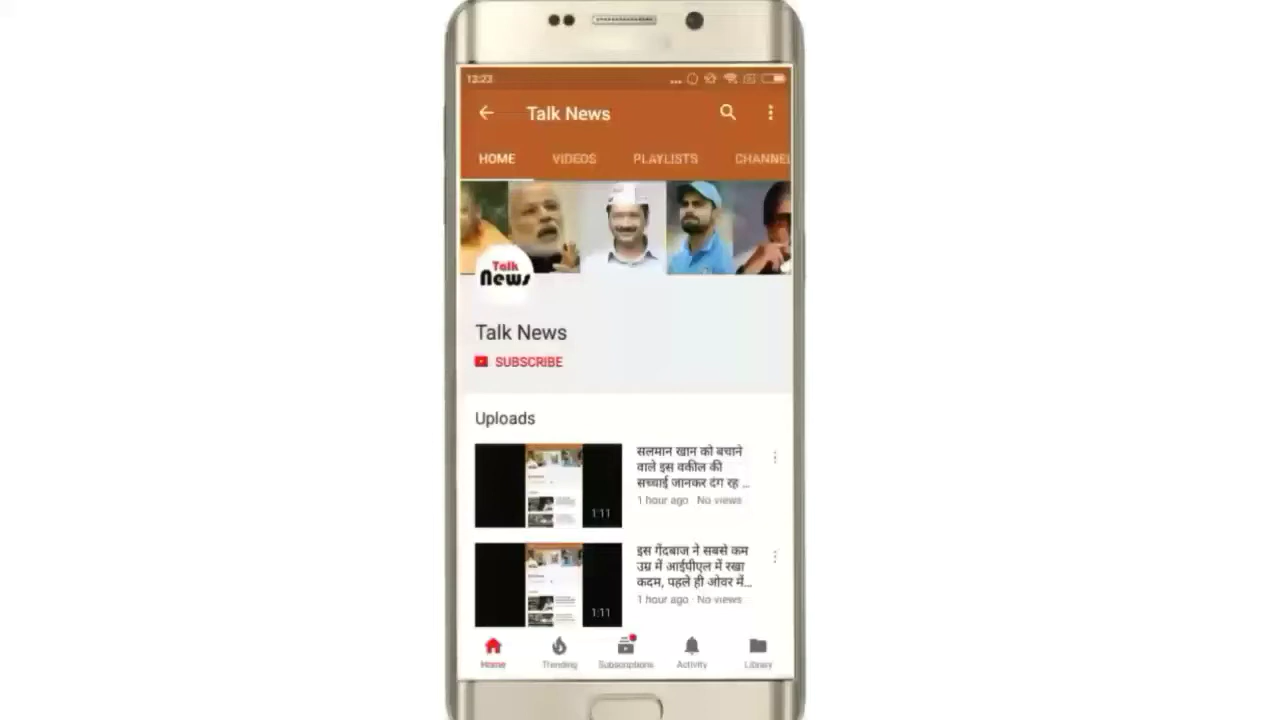 13:23
Talk News
HOME VIDEOS PLAYLISTS CHANNEL
Talk
News
Talk News
SUBSCRIBE
Uploads
सलमान खान को बचाने
वाले इस वकील की
सच्चाई जानकर दंग रह ...
1 hour ago · No views
1:11
इस गेंदबाज ने सबसे कम
उम्र में आईपीएल में रखा
कदम, पहले ही ओवर में...
1 hour ago · No views
1:11
Home Trending Subscriptions Activity Library